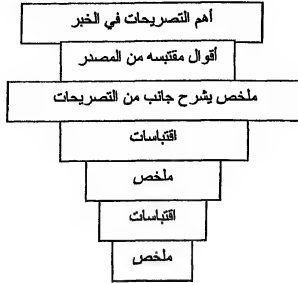 أهم التصريحات في الخبر
أقوال مقتبسه من المصدر
ملخص يشرح جانب من التصريحات
اقتباسات
ملخص
اقتباسات
ملخص